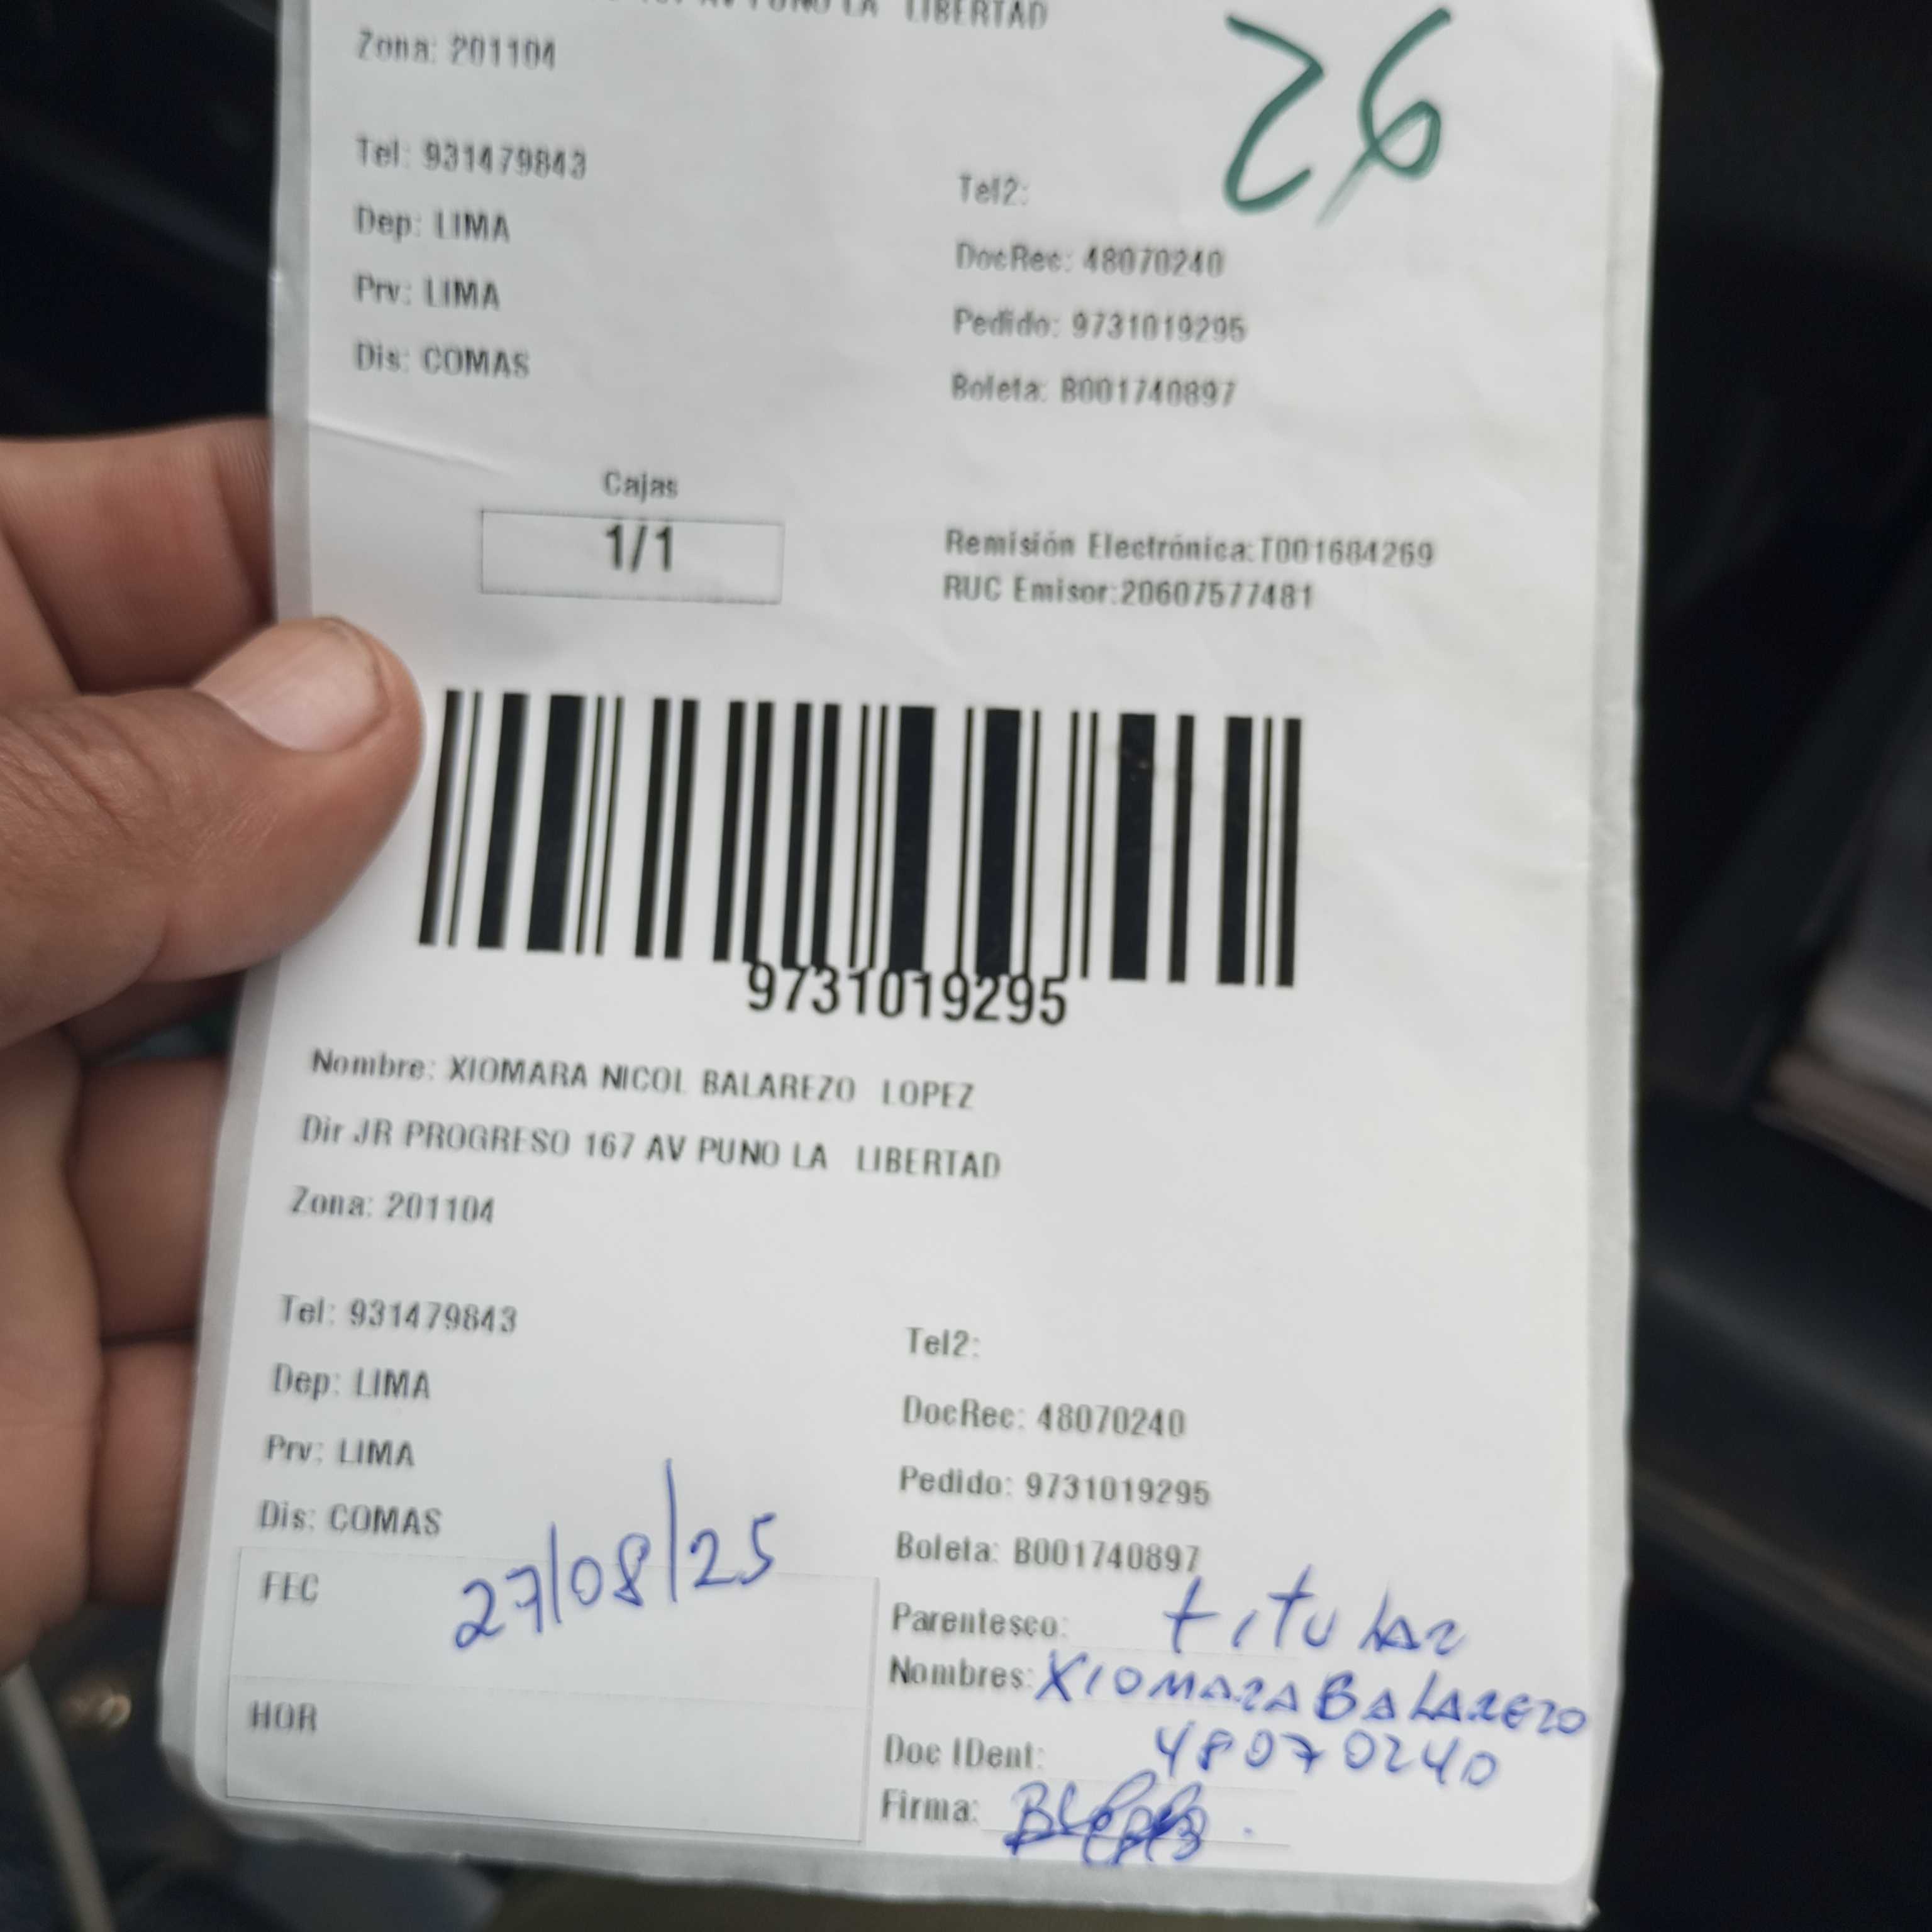 LA LIBERTAD
Zona: 201104
26
Tel: 931479843
Tel2:
Dep: LIMA
DocRec: 48070240
Prv: LIMA
Pedido: 9731019295
Dis: COMAS
Boleta: B001740897
Cajas
1/1
Remisión Electrónica:T001684269
RUC Emisor:20607577481
9731019295
Nombre: XIOMARA NICOL BALAREZO LOPEZ
Dir JR PROGRESO 167 AV PUNO LA LIBERTAD
Zona: 201104
Tel: 931479843
Tel2:
Dep: LIMA
DocRec: 48070240
Prv: LIMA
Pedido: 9731019295
Dis: COMAS
Boleta: B001740897
FEC 27/08/25
Parentesco: titular
Nombres: XIOMARA BALAREZO
HOR
Doc IDent: 48070240
Firma: